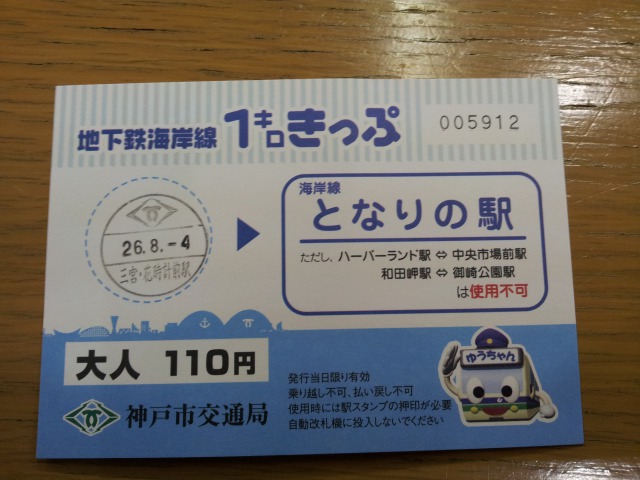 地下鉄海岸線 1キロきっぷ
005912
26.8.-4
三宮・花時計前駅
海岸線
となりの駅
ただし、ハーバーランド駅 ⇔ 中央市場前駅
和田岬駅 ⇔ 御崎公園駅
は使用不可
大人 110円
神戸市交通局
発行当日限り有効
乗り越し不可、払い戻し不可
使用時には駅スタンプの押印が必要
自動改札機に投入しないでください
ゆうちゃん